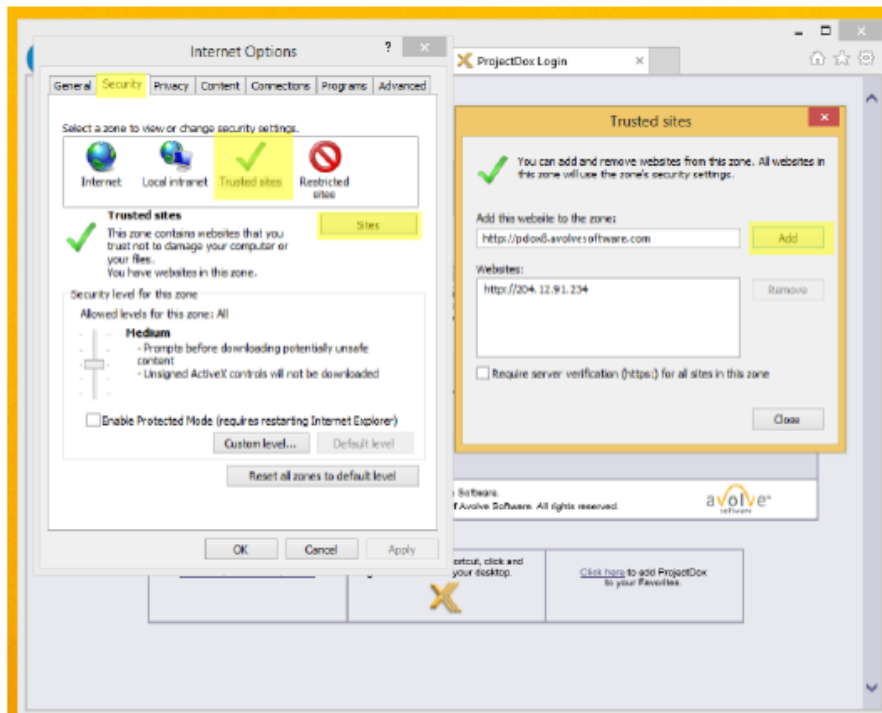 Internet Options
?
General Security Privacy Content Connections Programs Advanced
Select a zone to view or change security settings.
Internet
Local intranet
Trusted sites
Restricted
sites
Trusted sites
Sites
This zone contains websites that you
trust not to damage your computer or
your files.
You have websites in this zone.
Security level for this zone
Allowed levels for this zone: All
Medium
- Prompts before downloading potentially unsafe
content
- Unsigned ActiveX controls will not be downloaded
Enable Protected Mode (requires restarting Internet Explorer)
Custom level...
Default level
Reset all zones to default level
OK
Cancel
Apply
ProjectDox Login
Trusted sites
You can add and remove websites from this zone. All websites in
this zone will use the zone's security settings.
Add this website to the zone:
http://pdox8.avolvesoftware.com
Add
Websites:
http://204.12.91.234
Remove
Require server verification (https:) for all sites in this zone
Close
Software.
f Avolve Software. All rights reserved.
avolve
software
ortcut, click and
your desktop.
Click here to add ProjectDox
to your Favorites.